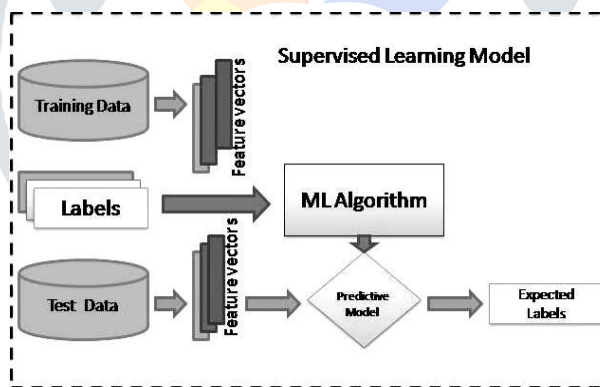 Supervised Learning Model
Training Data
Feature vectors
Labels
ML Algorithm
Test Data
Feature vectors
Predictive
Model
Expected
Labels